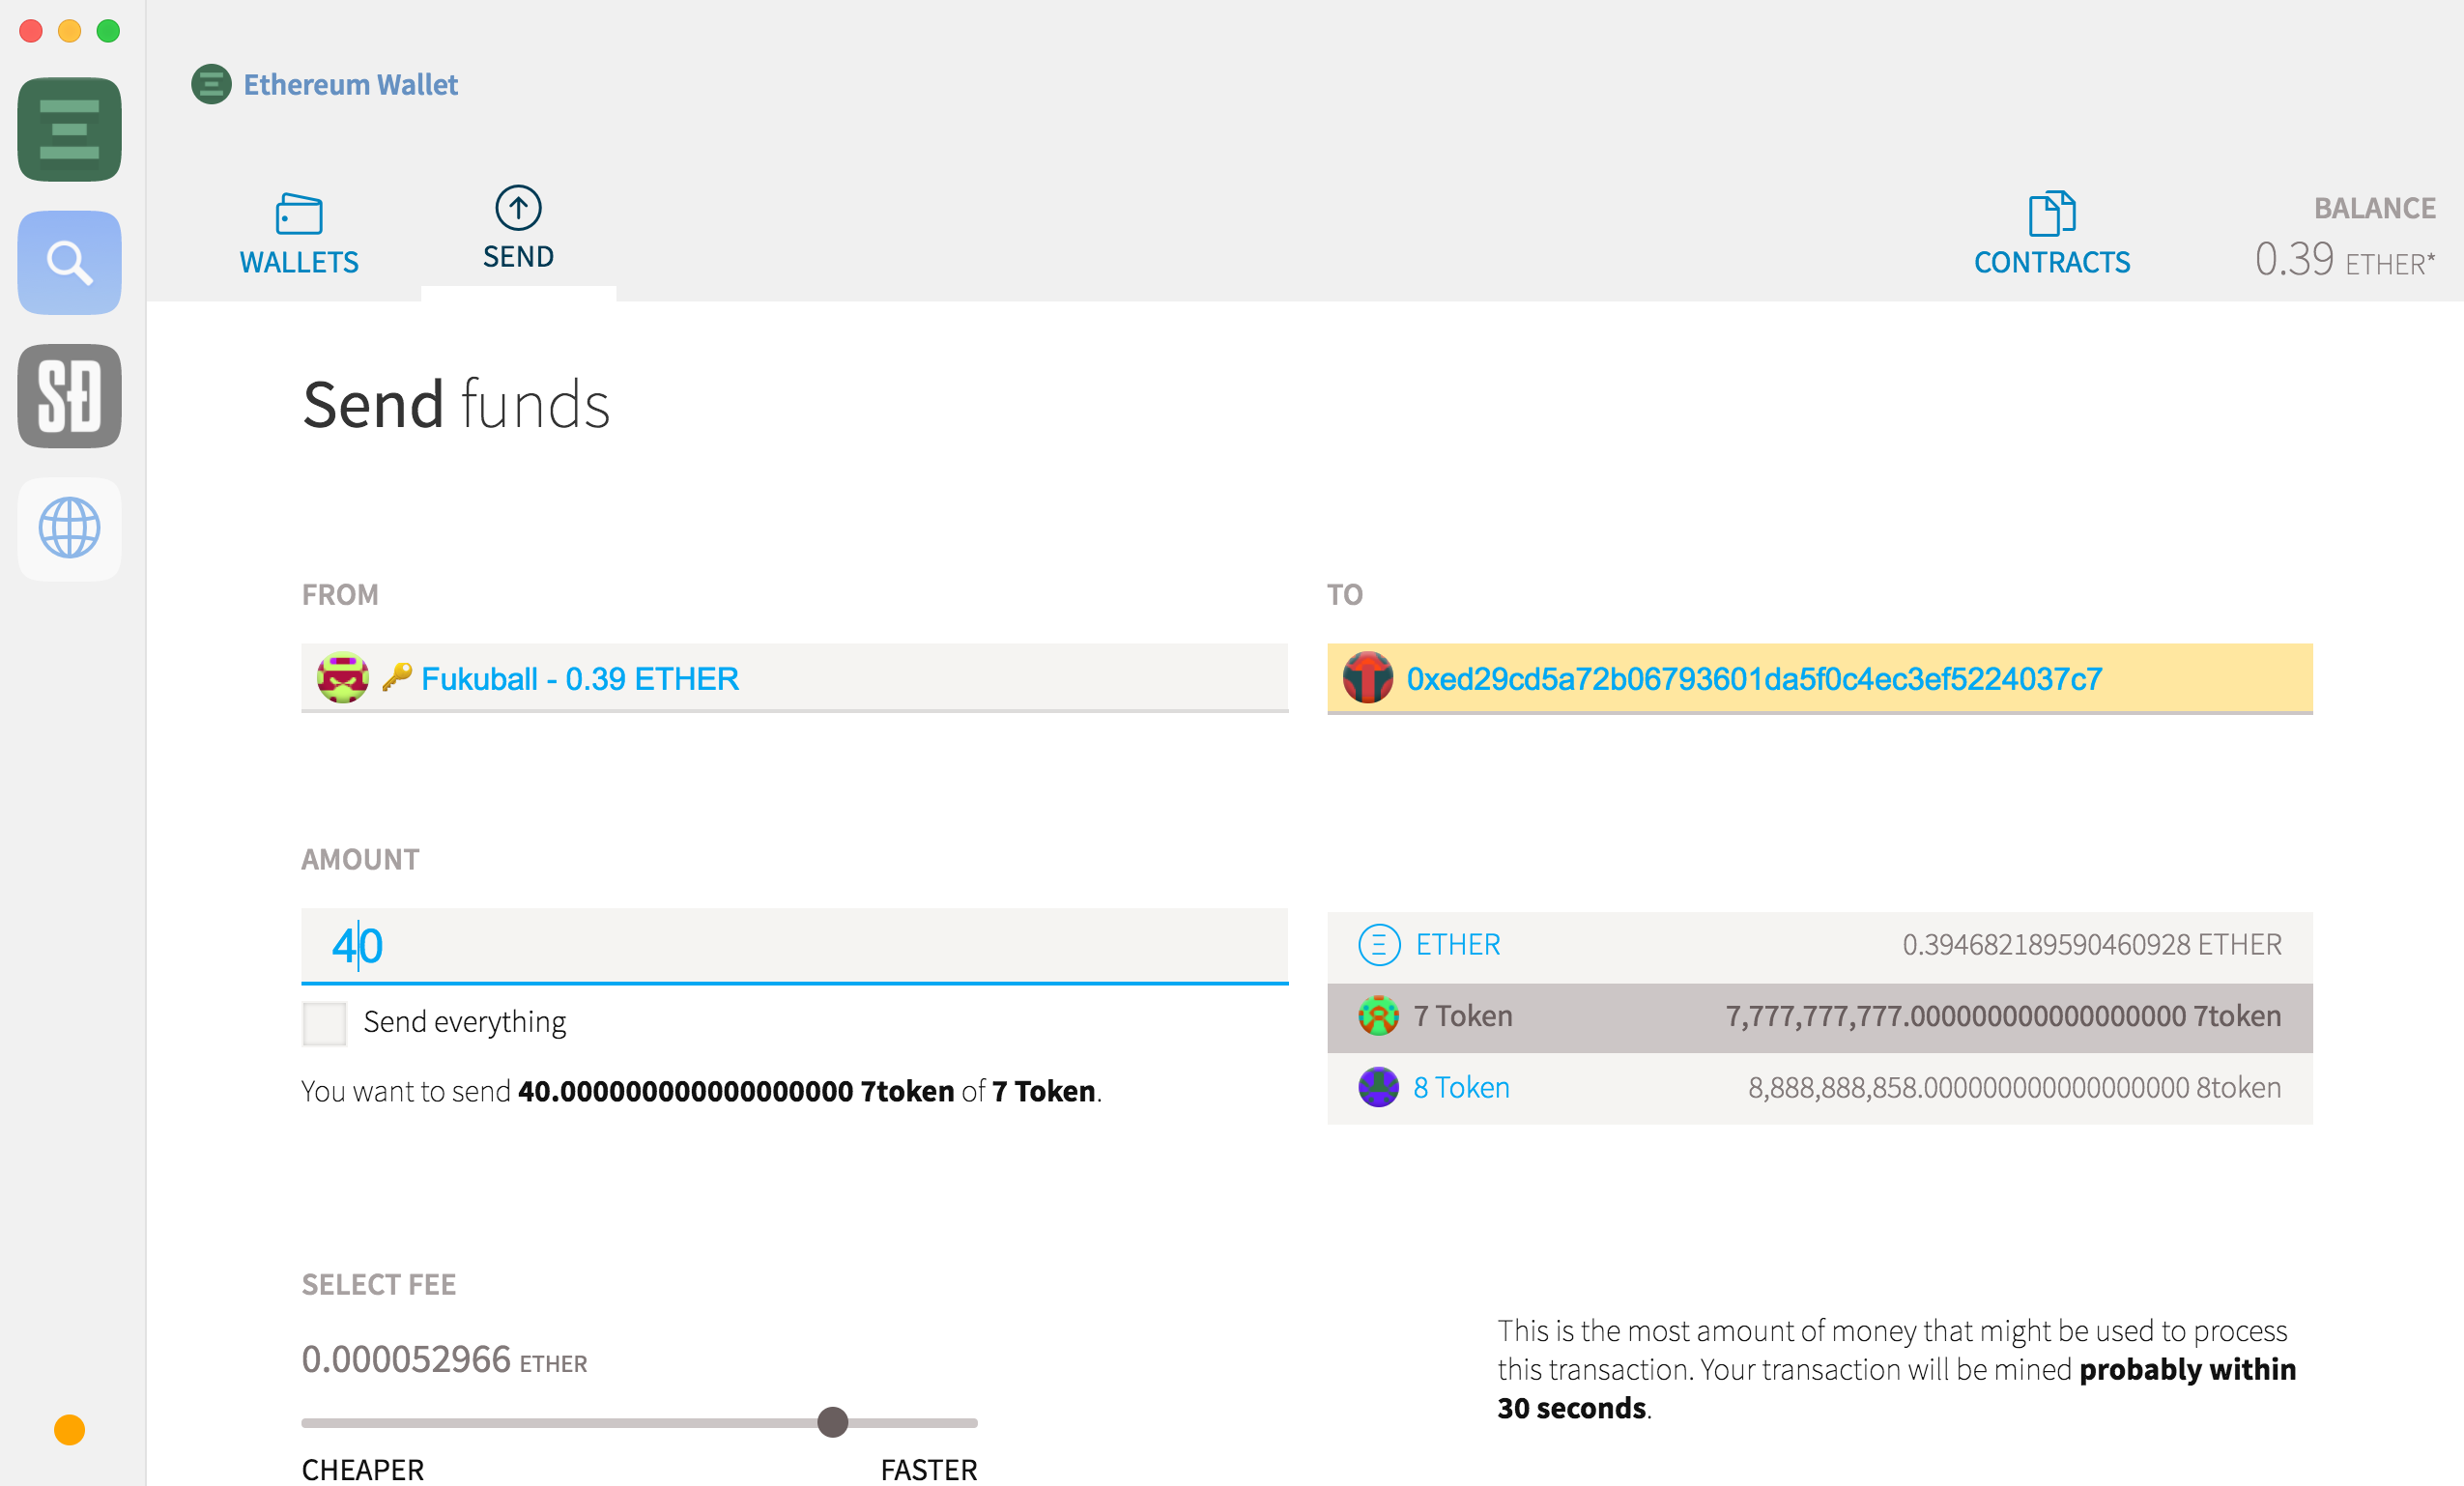 Ethereum Wallet
WALLETS
SEND
CONTRACTS
BALANCE
0.39 ETHER*
SĐ
Send funds
FROM
TO
Fukuball - 0.39 ETHER
0xed29cd5a72b06793601da5f0c4ec3ef5224037c7
AMOUNT
40
ETHER 0.394682189590460928 ETHER
7 Token 7,777,777,777.000000000000000000 7token
8 Token 8,888,888,858.000000000000000000 8token
Send everything
You want to send 40.000000000000000000 7token of 7 Token.
SELECT FEE
0.000052966 ETHER
CHEAPER
FASTER
This is the most amount of money that might be used to process
this transaction. Your transaction will be mined probably within
30 seconds.